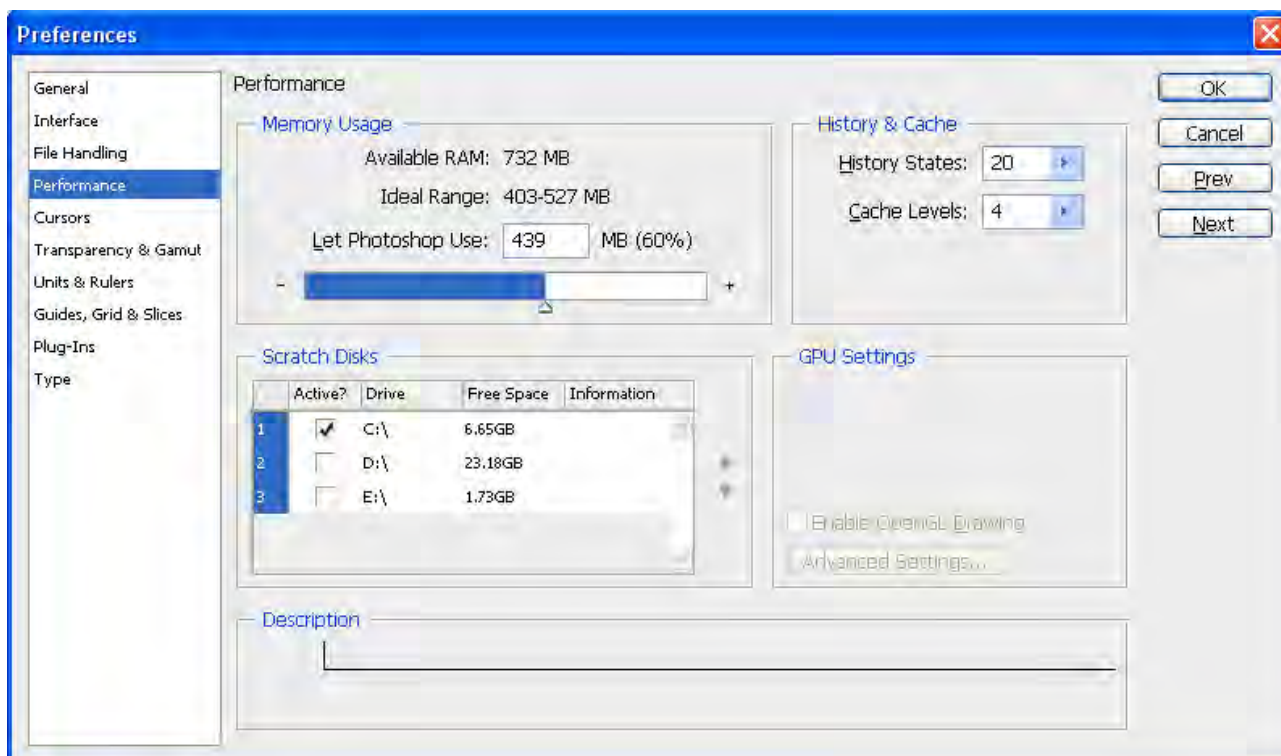 Preferences
General
Interface
File Handling
Performance
Cursors
Transparency & Gamut
Units & Rulers
Guides, Grid & Slices
Plug-Ins
Type
Performance
Memory Usage
Available RAM: 732 MB
Ideal Range: 403-527 MB
Let Photoshop Use: 439 MB (60%)
- +
History & Cache
History States: 20
Cache Levels: 4
OK
Cancel
Prev
Next
Scratch Disks
Active? Drive Free Space Information
1 C:\ 6.65GB
2 D:\ 23.18GB
3 E:\ 1.73GB
GPU Settings
Enable OpenGL Drawing
Advanced Settings...
Description